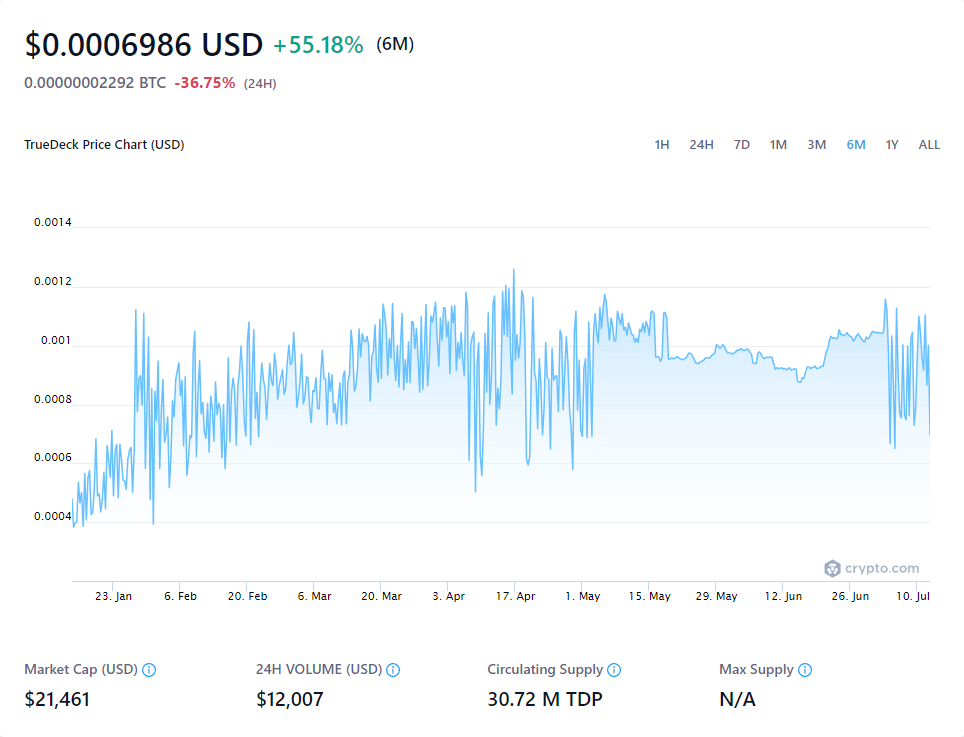 $0.0006986 USD +55.18% (6M)
0.00000002292 BTC -36.75% (24H)
TrueDeck Price Chart (USD) 1H 24H 7D 1M 3M 6M 1Y ALL
0.0014
0.0012
0.001
0.0008
0.0006
0.0004
crypto.com
23. Jan 6. Feb 20. Feb 6. Mar 20. Mar 3. Apr 17. Apr 1. May 15. May 29. May 12. Jun 26. Jun 10. Jul
Market Cap (USD) 24H VOLUME (USD) Circulating Supply Max Supply
$21,461 $12,007 30.72 M TDP N/A